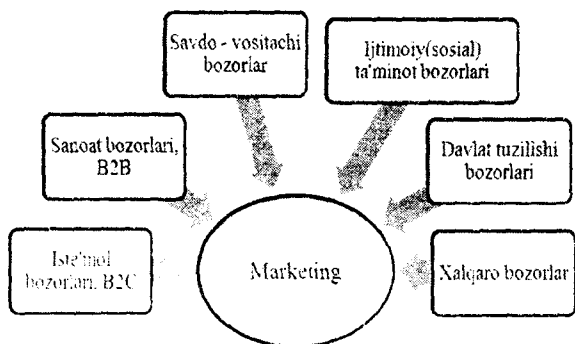 Savdo - vositachi
bozorlar
Ijtimoiy(sosial)
ta'minot bozorlari
Sanoat bozorlari,
B2B
Davlat tuzilishi
bozorlari
Iste'mol
bozorlari, B2C
Marketing
Xalqaro bozorlar